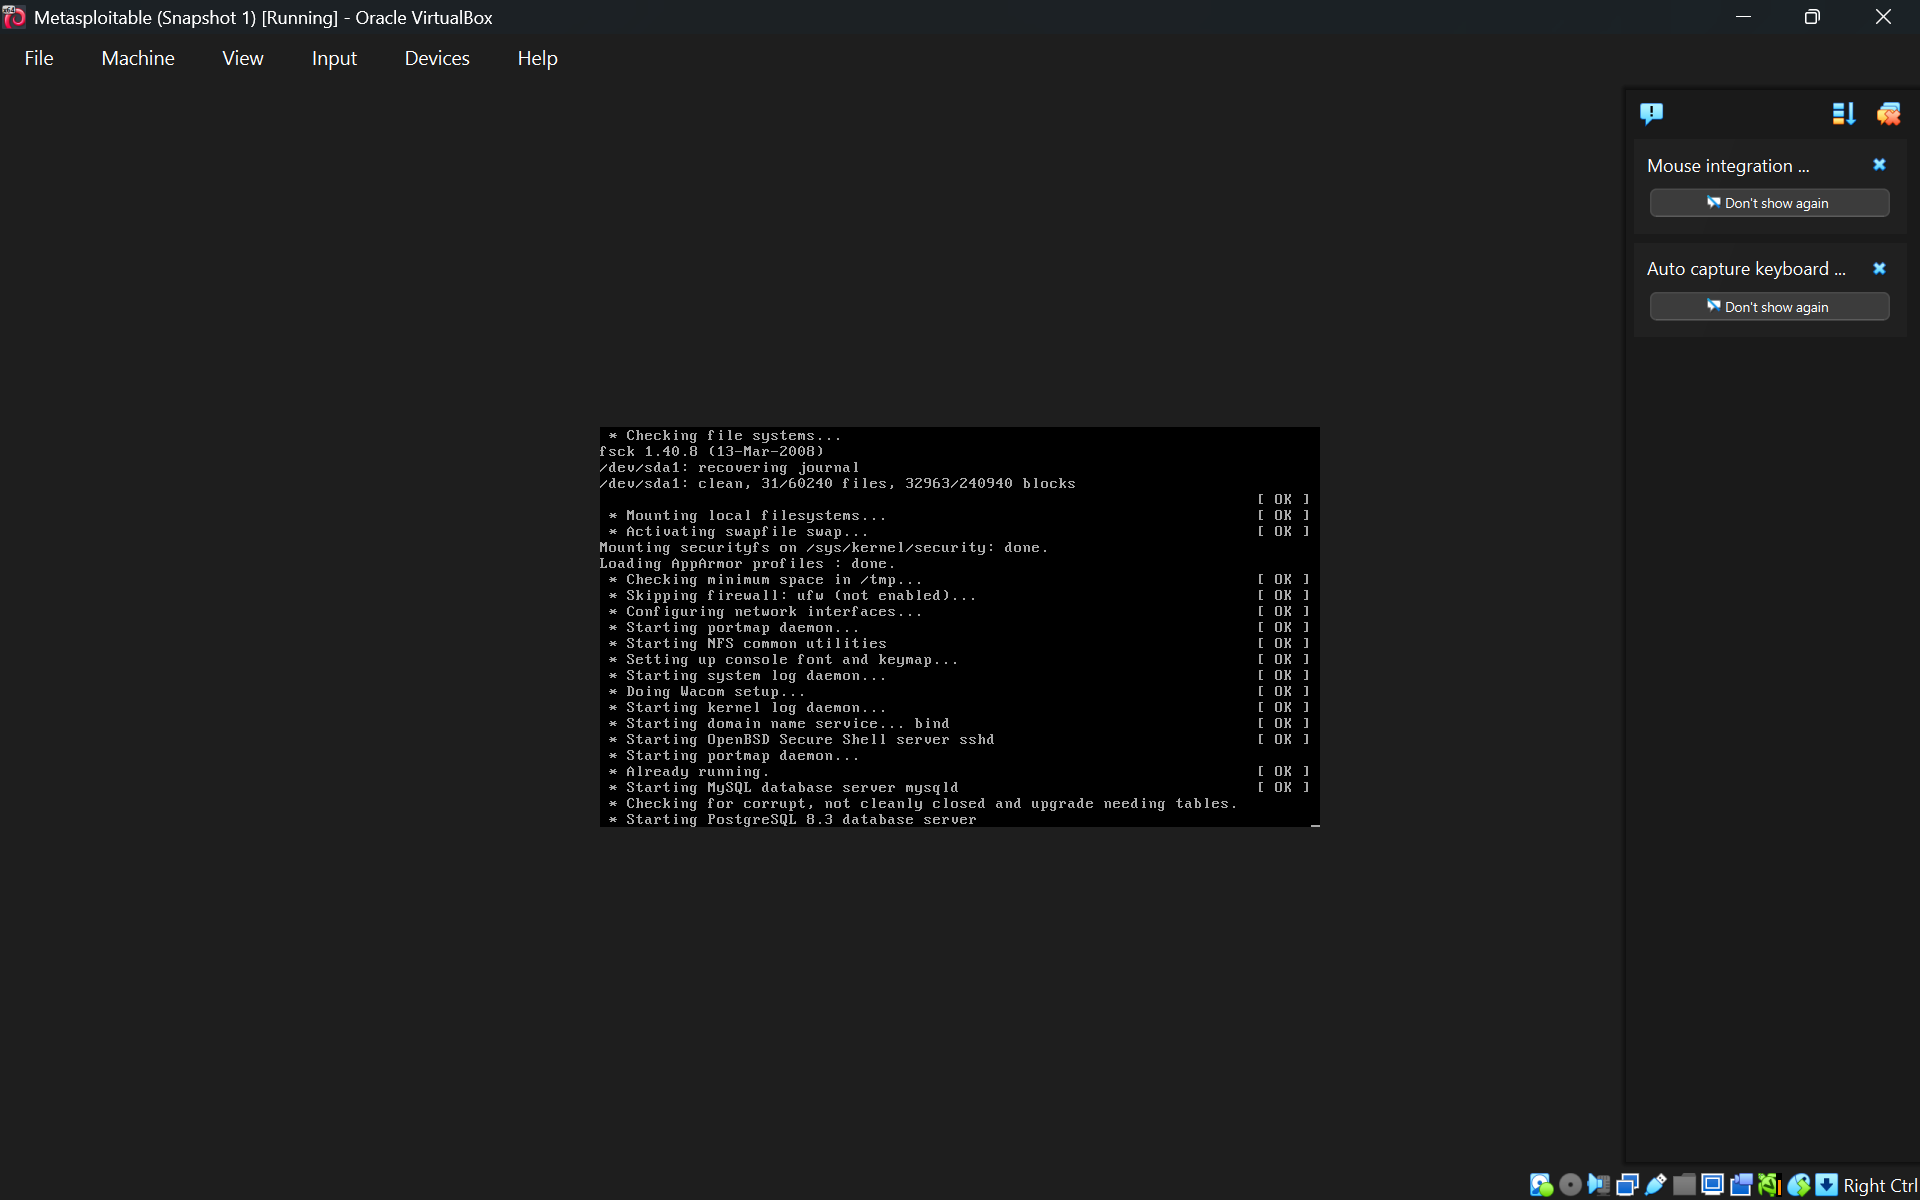 Metasploitable (Snapshot 1) [Running] - Oracle VirtualBox
File Machine View Input Devices Help
Mouse integration ...
Don't show again
Auto capture keyboard ...
Don't show again
* Checking file systems...
fsck 1.40.8 (13-Mar-2008)
/dev/sda1: recovering journal
/dev/sda1: clean, 31/60240 files, 32963/240940 blocks
[ OK ]
* Mounting local filesystems... [ OK ]
* Activating swapfile swap... [ OK ]
Mounting securityfs on /sys/kernel/security: done.
Loading AppArmor profiles : done.
* Checking minimum space in /tmp... [ OK ]
* Skipping firewall: ufw (not enabled)... [ OK ]
* Configuring network interfaces... [ OK ]
* Starting portmap daemon... [ OK ]
* Starting NFS common utilities [ OK ]
* Setting up console font and keymap... [ OK ]
* Starting system log daemon... [ OK ]
* Doing Wacom setup... [ OK ]
* Starting kernel log daemon... [ OK ]
* Starting domain name service... bind [ OK ]
* Starting OpenBSD Secure Shell server sshd [ OK ]
* Starting portmap daemon...
* Already running. [ OK ]
* Starting MySQL database server mysqld [ OK ]
* Checking for corrupt, not cleanly closed and upgrade needing tables.
* Starting PostgreSQL 8.3 database server
Right Ctrl